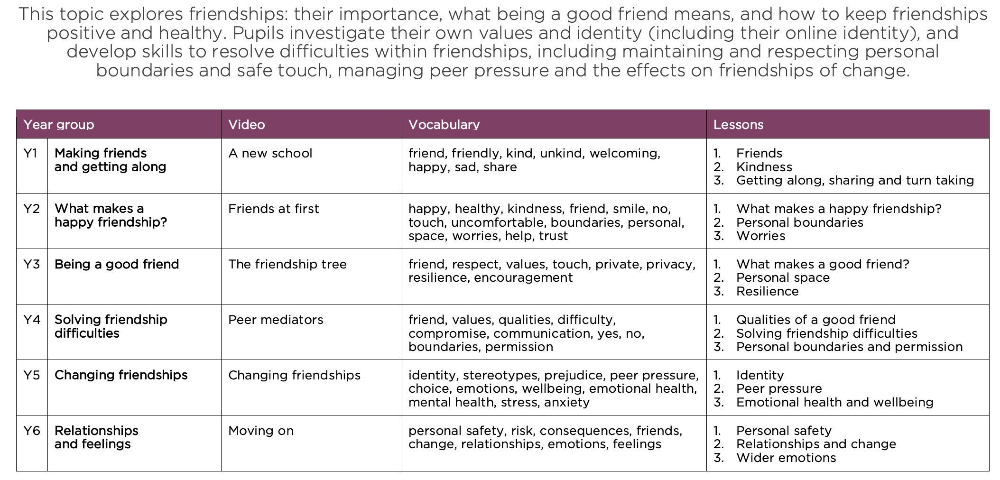 This topic explores friendships: their importance, what being a good friend means, and how to keep friendships
positive and healthy. Pupils investigate their own values and identity (including their online identity), and
develop skills to resolve difficulties within friendships, including maintaining and respecting personal
boundaries and safe touch, managing peer pressure and the effects on friendships of change.
Year group
Video
Vocabulary
Lessons
Y1
Making friends
and getting along
A new school
friend, friendly, kind, unkind, welcoming,
happy, sad, share
1. Friends
2. Kindness
3. Getting along, sharing and turn taking
Y2
What makes a
happy friendship?
Friends at first
happy, healthy, kindness, friend, smile, no,
touch, uncomfortable, boundaries, personal,
space, worries, help, trust
1. What makes a happy friendship?
2. Personal boundaries
3. Worries
Y3
Being a good friend
The friendship tree
friend, respect, values, touch, private, privacy,
resilience, encouragement
1. What makes a good friend?
2. Personal space
3. Resilience
Y4
Solving friendship
difficulties
Peer mediators
friend, values, qualities, difficulty,
compromise, communication, yes, no,
boundaries, permission
1. Qualities of a good friend
2. Solving friendship difficulties
3. Personal boundaries and permission
Y5
Changing friendships
Changing friendships
identity, stereotypes, prejudice, peer pressure,
choice, emotions, wellbeing, emotional health,
mental health, stress, anxiety
1. Identity
2. Peer pressure
3. Emotional health and wellbeing
Y6
Relationships
and feelings
Moving on
personal safety, risk, consequences, friends,
change, relationships, emotions, feelings
1. Personal safety
2. Relationships and change
3. Wider emotions